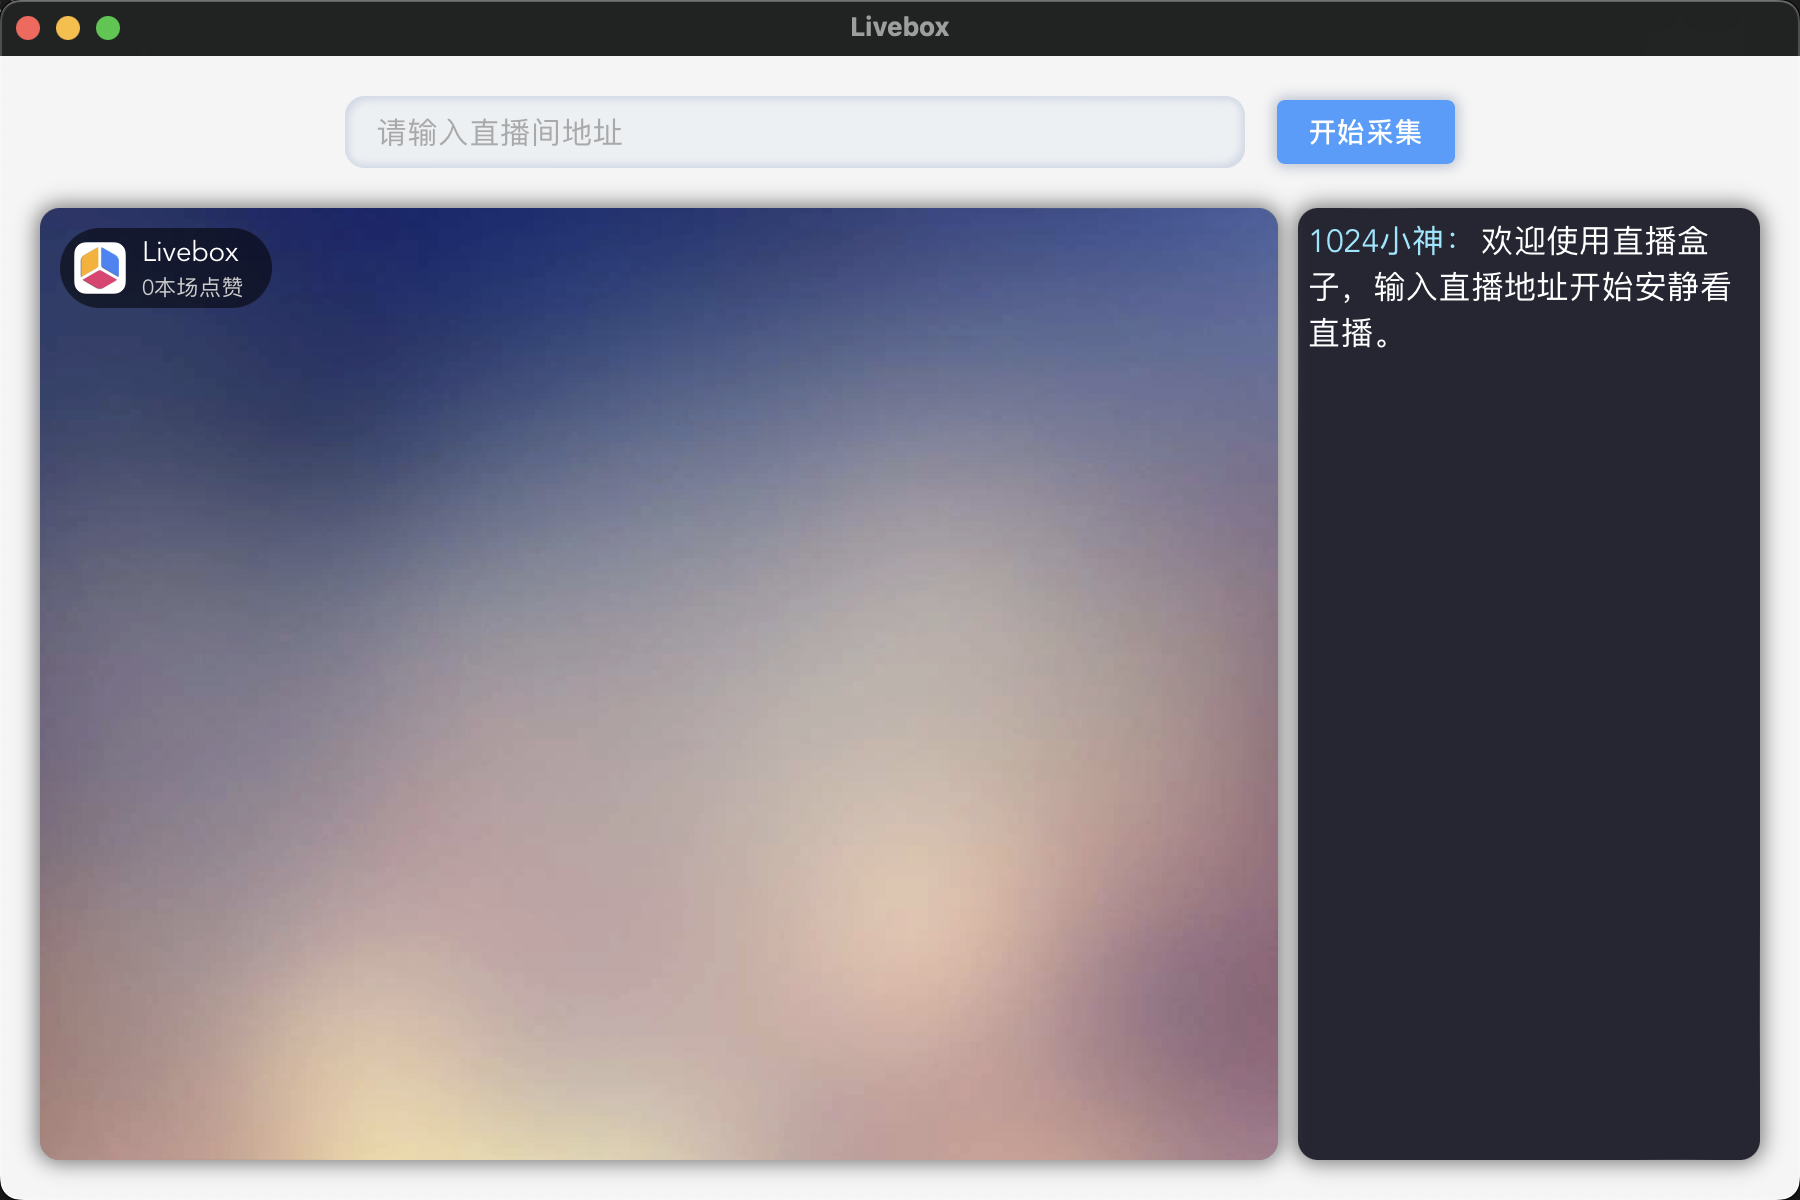 Livebox
请输入直播间地址
开始采集
Livebox
0本场点赞
1024小神： 欢迎使用直播盒
子，输入直播地址开始安静看
直播。